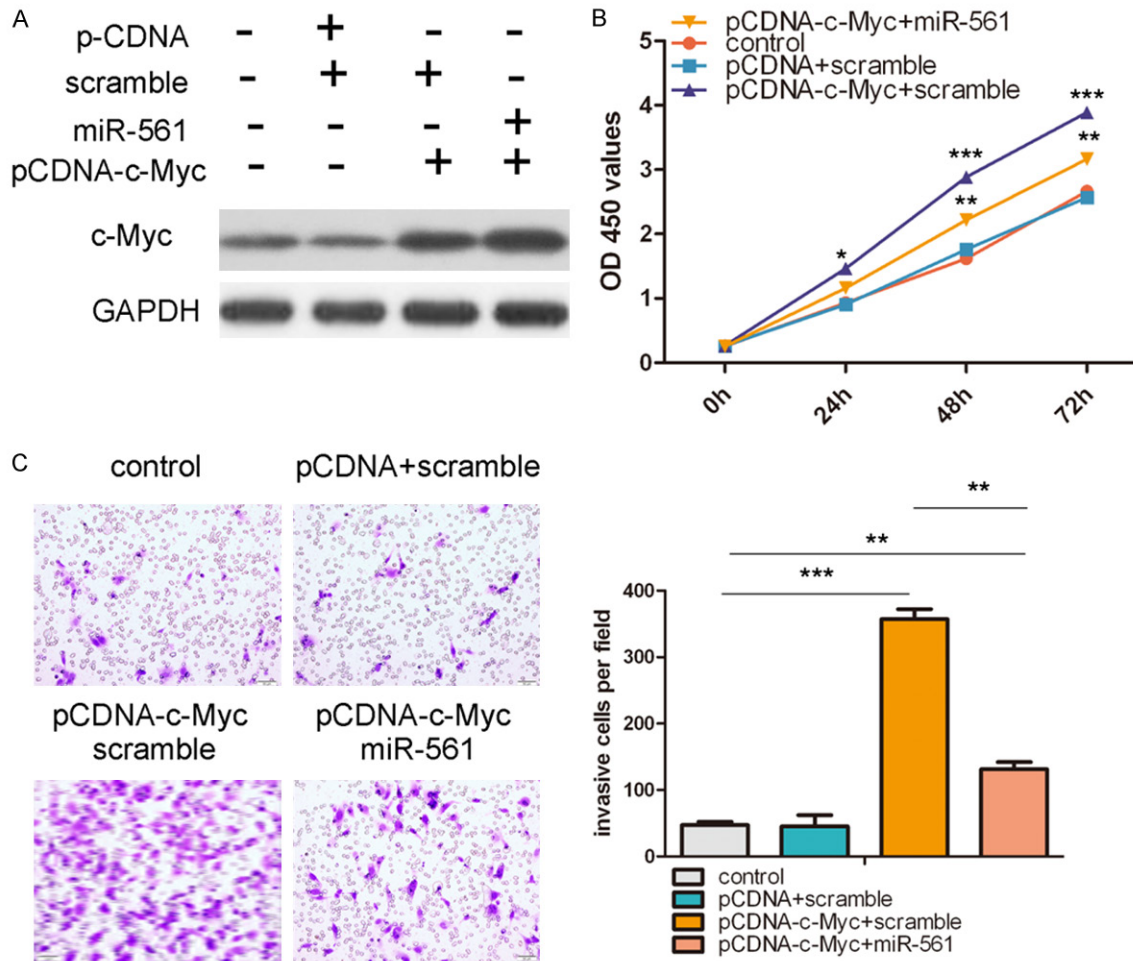 A
p-CDNA - + - -
scramble - + + -
miR-561 - - - +
pCDNA-c-Myc - - + +
c-Myc
GAPDH
B
pCDNA-c-Myc+miR-561
control
pCDNA+scramble
pCDNA-c-Myc+scramble
OD 450 values
5
4
3
2
1
0
*
***
**
***
**
0h 24h 48h 72h
C
control
pCDNA+scramble
pCDNA-c-Myc
scramble
pCDNA-c-Myc
miR-561
invasive cells per field
400
300
200
100
0
**
**
***
control
pCDNA+scramble
pCDNA-c-Myc+scramble
pCDNA-c-Myc+miR-561